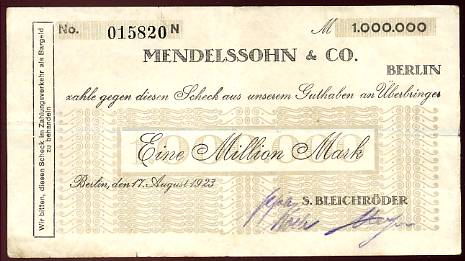 No. 015820 N M 1.000.000
MENDELSSOHN & CO.
BERLIN
zahle gegen diesen Scheck aus unserem Guthaben an Überbringer
Eine Million Mark
Berlin, den 17. August 1923
S. BLEICHRÖDER
Wir bitten, diesen Scheck im Zahlungsverkehr als Bargeld
zu behandeln